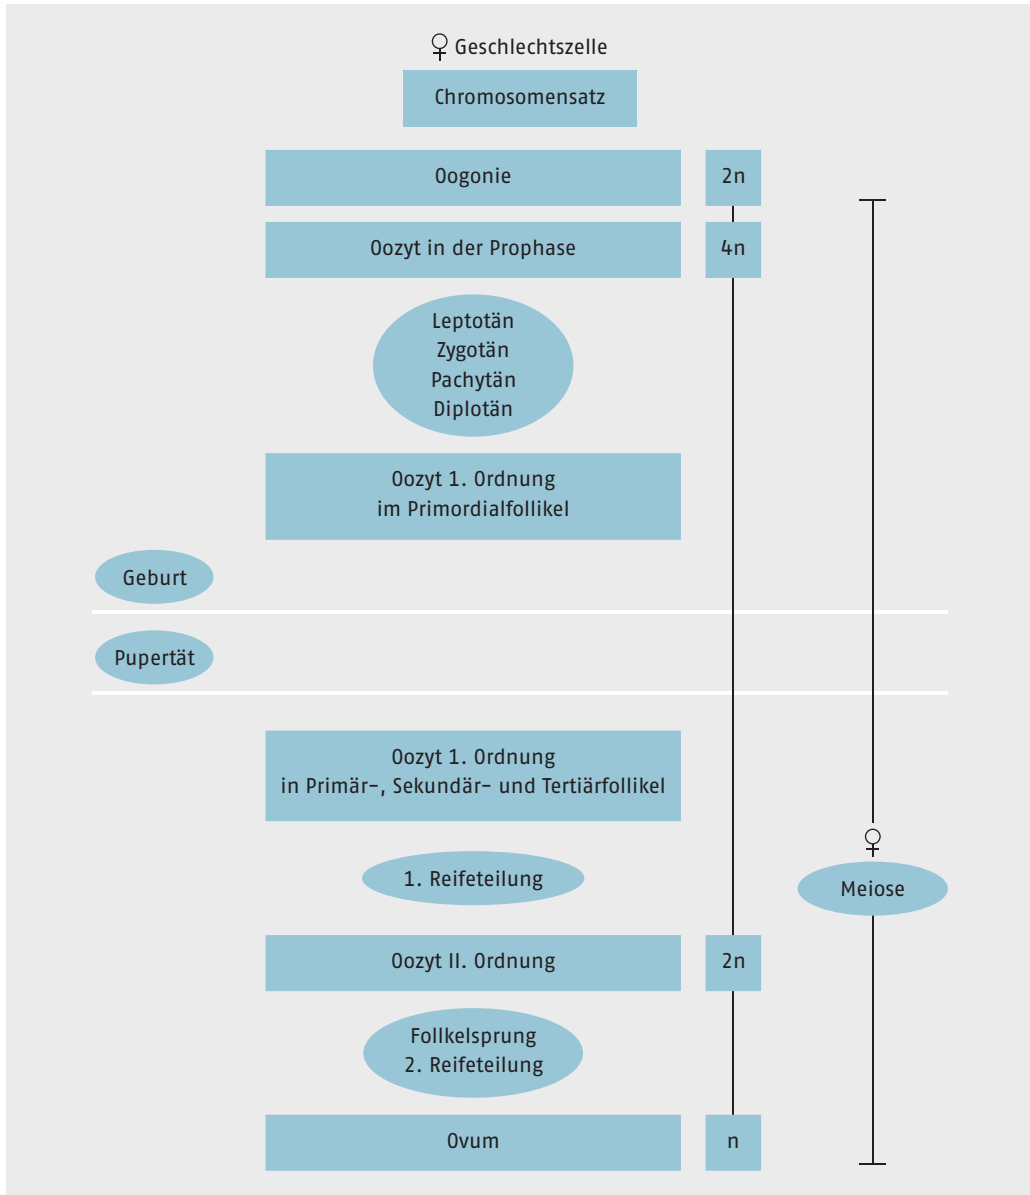 ♀ Geschlechtszelle
Chromosomensatz
Oogonie 2n
Oozyt in der Prophase 4n
Leptotän
Zygotän
Pachytän
Diplotän
Oozyt 1. Ordnung
im Primordialfollikel
Geburt
Pupertät
Oozyt 1. Ordnung
in Primär-, Sekundär- und Tertiärfollikel
♀
1. Reifeteilung
Meiose
Oozyt II. Ordnung 2n
Follkelsprung
2. Reifeteilung
Ovum n